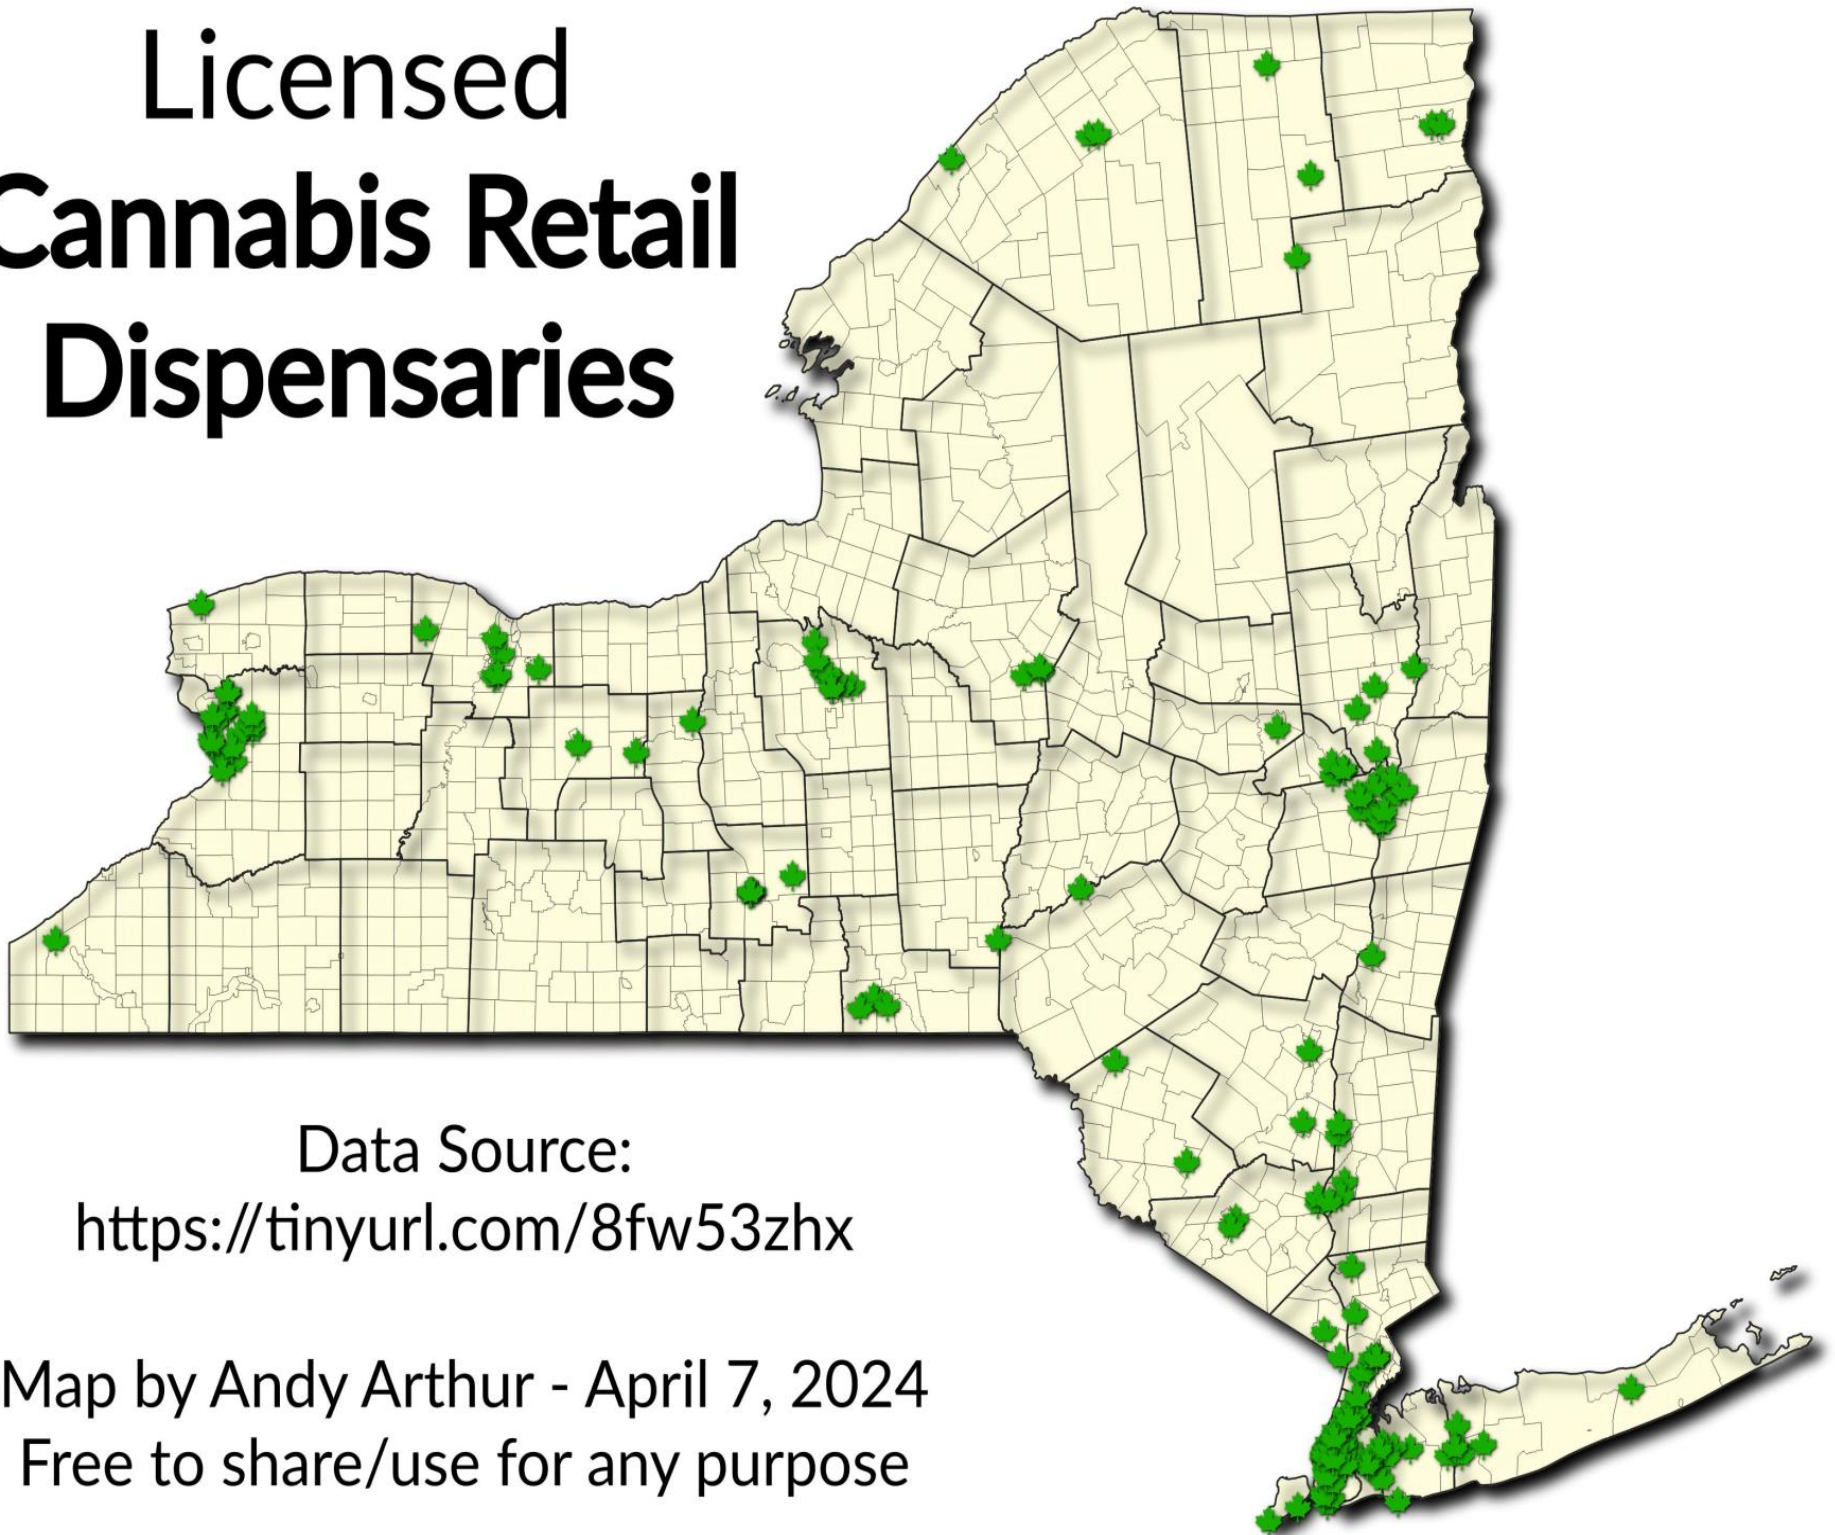 Licensed
Cannabis Retail
Dispensaries
Data Source:
https://tinyurl.com/8fw53zhx
Map by Andy Arthur - April 7, 2024
Free to share/use for any purpose